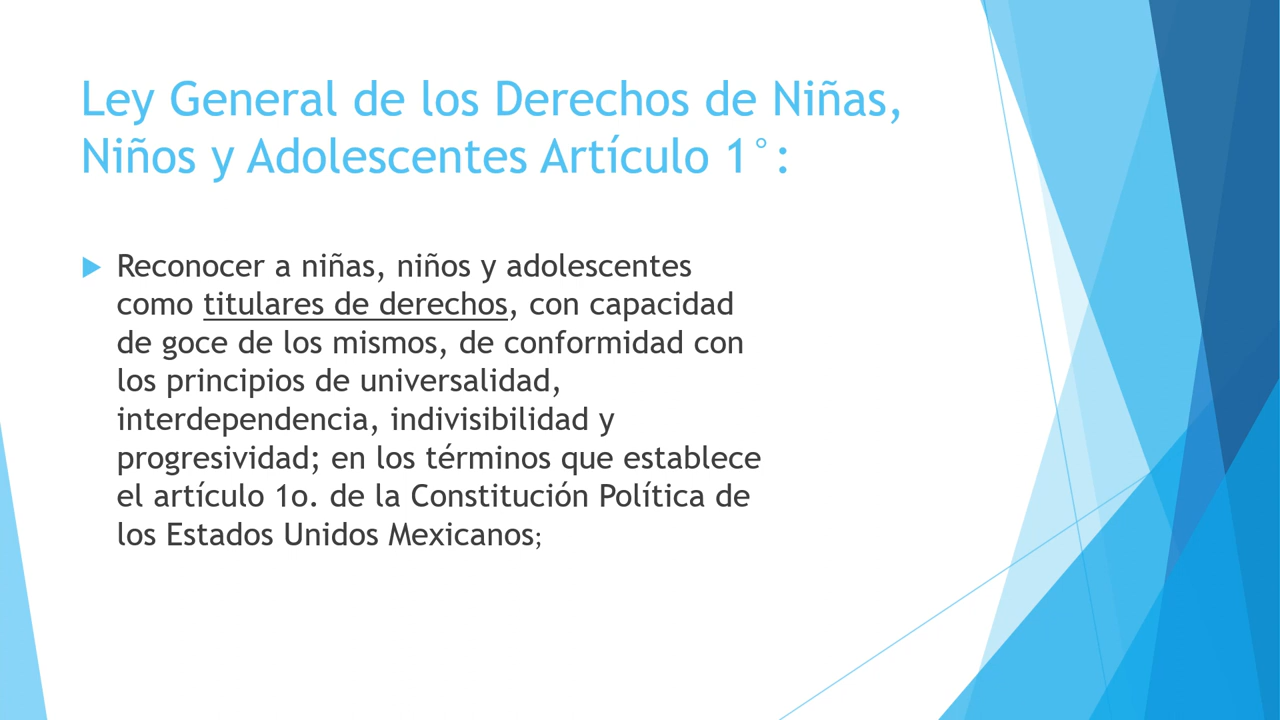 Ley General de los Derechos de Niñas,
Niños y Adolescentes Artículo 1°:
Reconocer a niñas, niños y adolescentes
como titulares de derechos, con capacidad
de goce de los mismos, de conformidad con
los principios de universalidad,
interdependencia, indivisibilidad y
progresividad; en los términos que establece
el artículo 1o. de la Constitución Política de
los Estados Unidos Mexicanos;